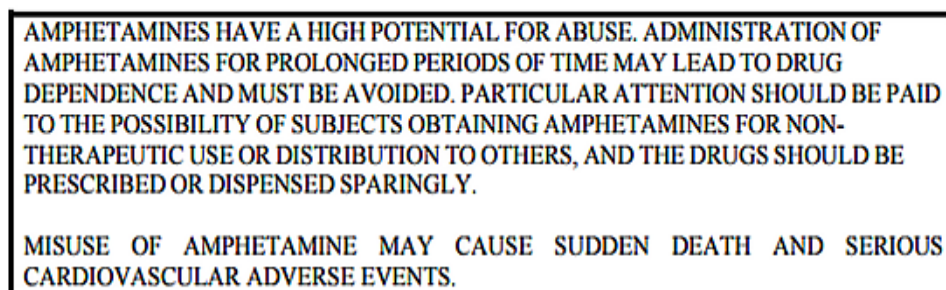 AMPHETAMINES HAVE A HIGH POTENTIAL FOR ABUSE. ADMINISTRATION OF
AMPHETAMINES FOR PROLONGED PERIODS OF TIME MAY LEAD TO DRUG
DEPENDENCE AND MUST BE AVOIDED. PARTICULAR ATTENTION SHOULD BE PAID
TO THE POSSIBILITY OF SUBJECTS OBTAINING AMPHETAMINES FOR NON-
THERAPEUTIC USE OR DISTRIBUTION TO OTHERS, AND THE DRUGS SHOULD BE
PRESCRIBED OR DISPENSED SPARINGLY.
MISUSE OF AMPHETAMINE MAY CAUSE SUDDEN DEATH AND SERIOUS
CARDIOVASCULAR ADVERSE EVENTS.